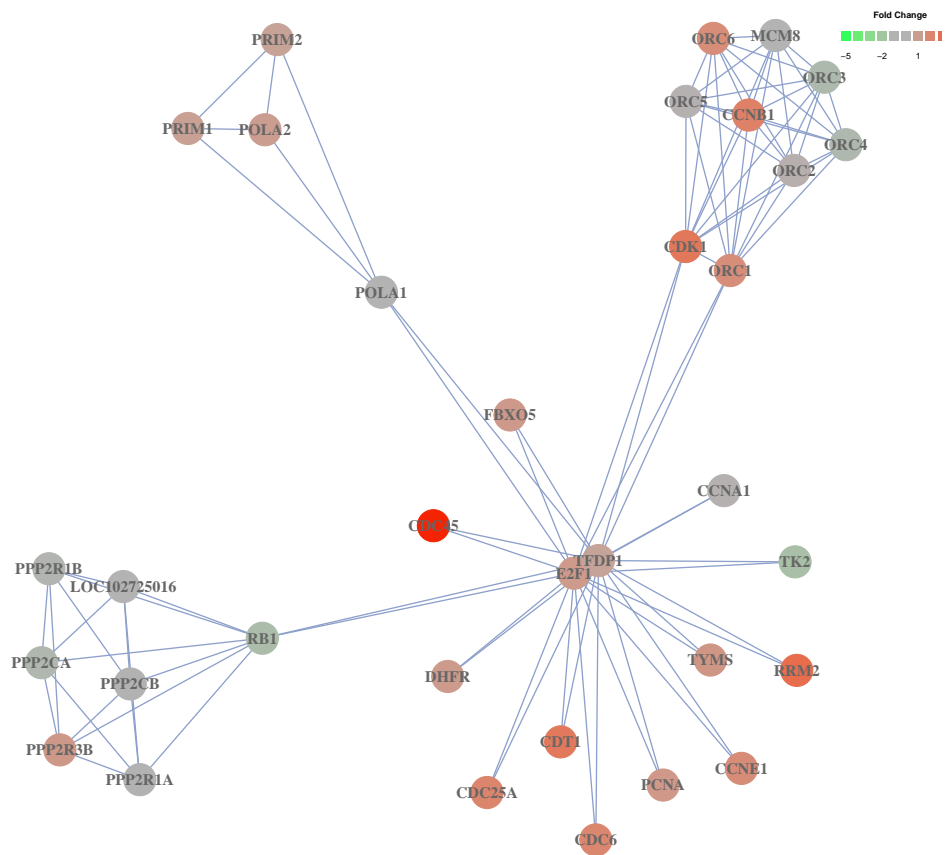 Fold Change
PRIM2
ORC6
MCM8
−5
−2
1
ORC3
ORC5
CCNB1
PRIM1
POLA2
ORC4
ORC2
CDK1
ORC1
POLA1
FBXO5
CCNA1
CDC45
TFDP1
TK2
E2F1
PPP2R1B
LOC102725016
RB1
PPP2CA
TYMS
RRM2
DHFR
PPP2CB
CDT1
PPP2R3B
CCNE1
PPP2R1A
PCNA
CDC25A
CDC6